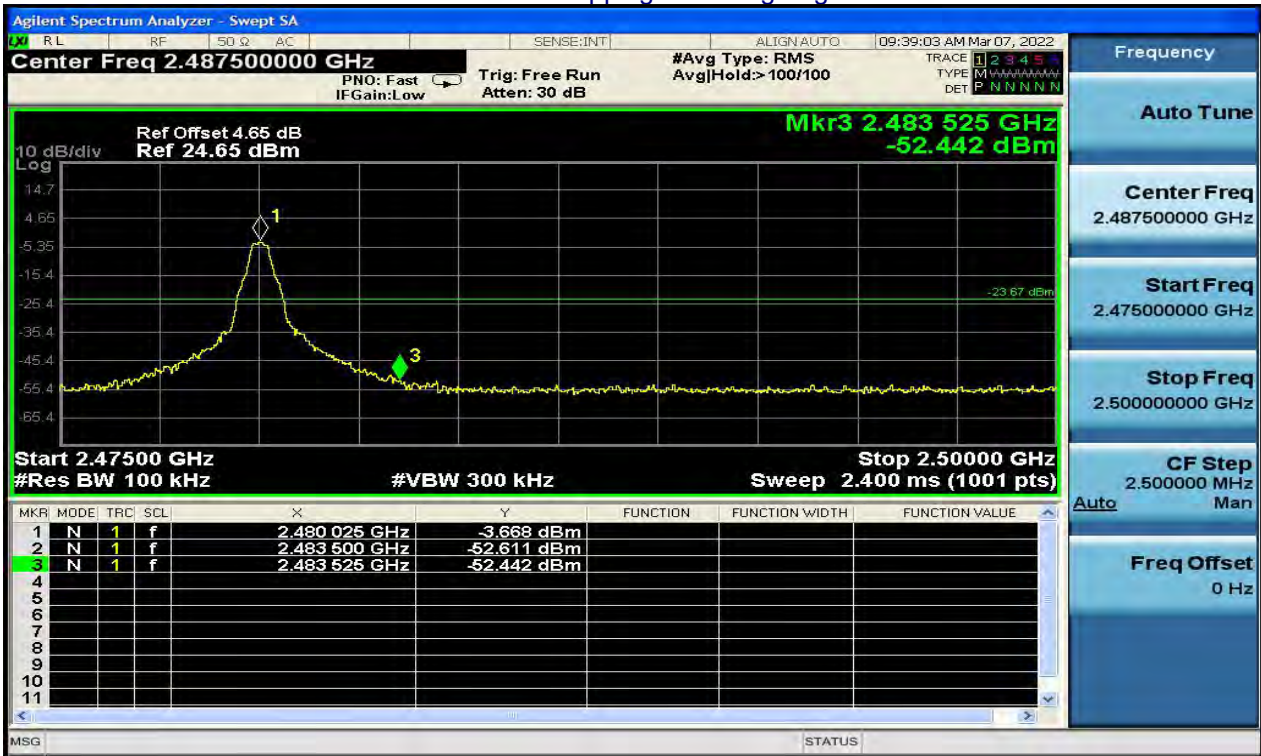 Agilent Spectrum Analyzer - Swept SA
LXI RL RF 50 Ω AC SENSE:INT ALIGN AUTO 09:39:03 AM Mar 07, 2022
Center Freq 2.487500000 GHz
PNO: Fast
IFGain:Low
Trig: Free Run
Atten: 30 dB
#Avg Type: RMS
Avg|Hold:>100/100
TRACE 1 2 3 4 5 6
TYPE M
DET P N N N N N
Ref Offset 4.65 dB
10 dB/div Ref 24.65 dBm
Log
Mkr3 2.483 525 GHz
-52.442 dBm
14.7
4.65
-5.35
-15.4
-25.4
-35.4
-45.4
-55.4
-65.4
1
3
-23.67 dBm
Start 2.47500 GHz Stop 2.50000 GHz
#Res BW 100 kHz #VBW 300 kHz Sweep 2.400 ms (1001 pts)
MKR MODE TRC SCL X Y FUNCTION FUNCTION WIDTH FUNCTION VALUE
1 N 1 f 2.480 025 GHz -3.668 dBm
2 N 1 f 2.483 500 GHz -52.611 dBm
3 N 1 f 2.483 525 GHz -52.442 dBm
4
5
6
7
8
9
10
11
MSG STATUS
Frequency
Auto Tune
Center Freq
2.487500000 GHz
Start Freq
2.475000000 GHz
Stop Freq
2.500000000 GHz
CF Step
2.500000 MHz
Auto Man
Freq Offset
0 Hz